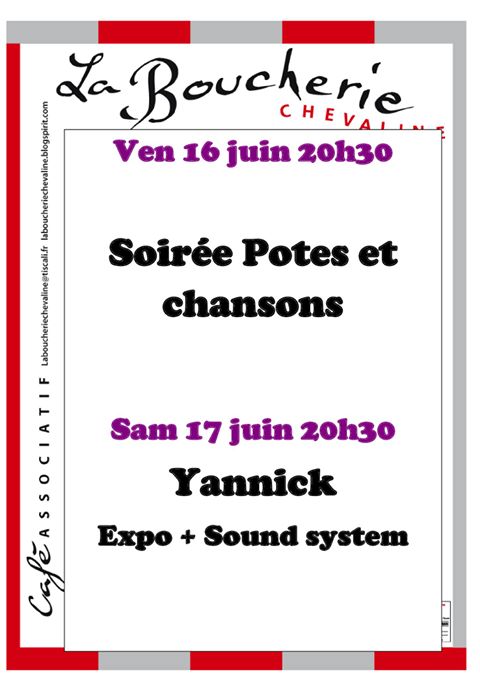 La Boucherie
CHEVALINE
Ven 16 juin 20h30
Soirée Potes et
chansons
Sam 17 juin 20h30
Yannick
Expo + Sound system
Café ASSOCIATIF Laboucheriechevaline@tiscali.fr laboucheriechevaline.blogspirit.com